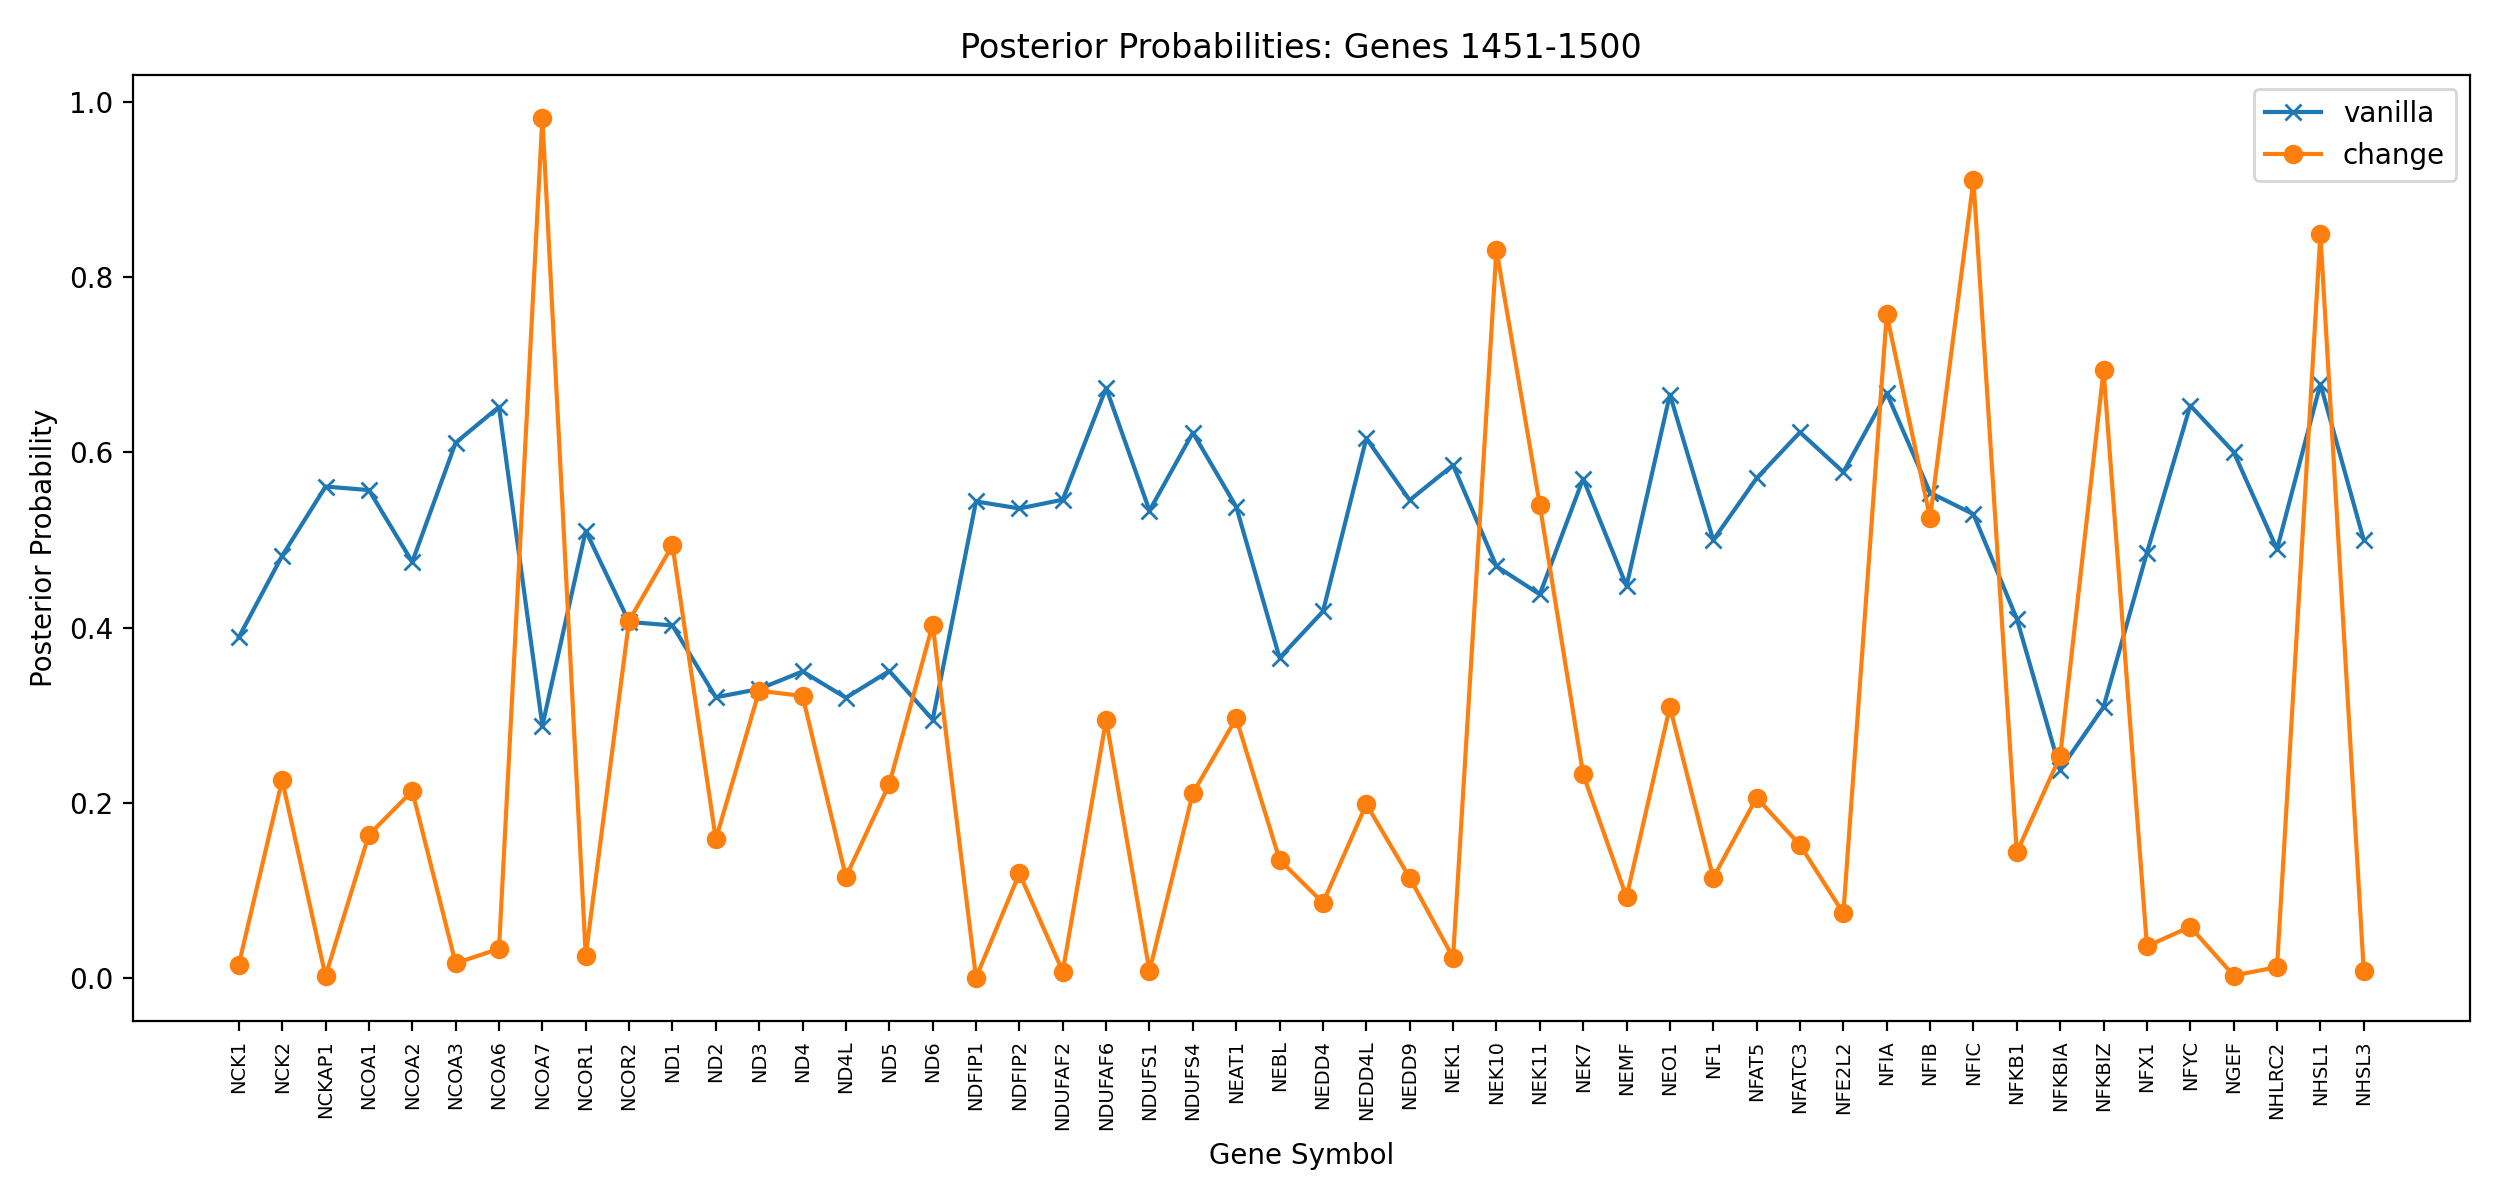 Posterior Probabilities: Genes 1451-1500
1.0
0.8
0.6
0.4
0.2
0.0
Posterior Probability
vanilla
change
NCK1
NCK2
NCKAP1
NCOA1
NCOA2
NCOA3
NCOA6
NCOA7
NCOR1
NCOR2
ND1
ND2
ND3
ND4
ND4L
ND5
ND6
NDFIP1
NDFIP2
NDUFAF2
NDUFAF6
NDUFS1
NDUFS4
NEAT1
NEBL
NEDD4
NEDD4L
NEDD9
NEK1
NEK10
NEK11
NEK7
NEMF
NEO1
NF1
NFAT5
NFATC3
NFE2L2
NFIA
NFIB
NFIC
NFKB1
NFKBIA
NFKBIZ
NFX1
NFYC
NGEF
NHLRC2
NHSL1
NHSL3
Gene Symbol